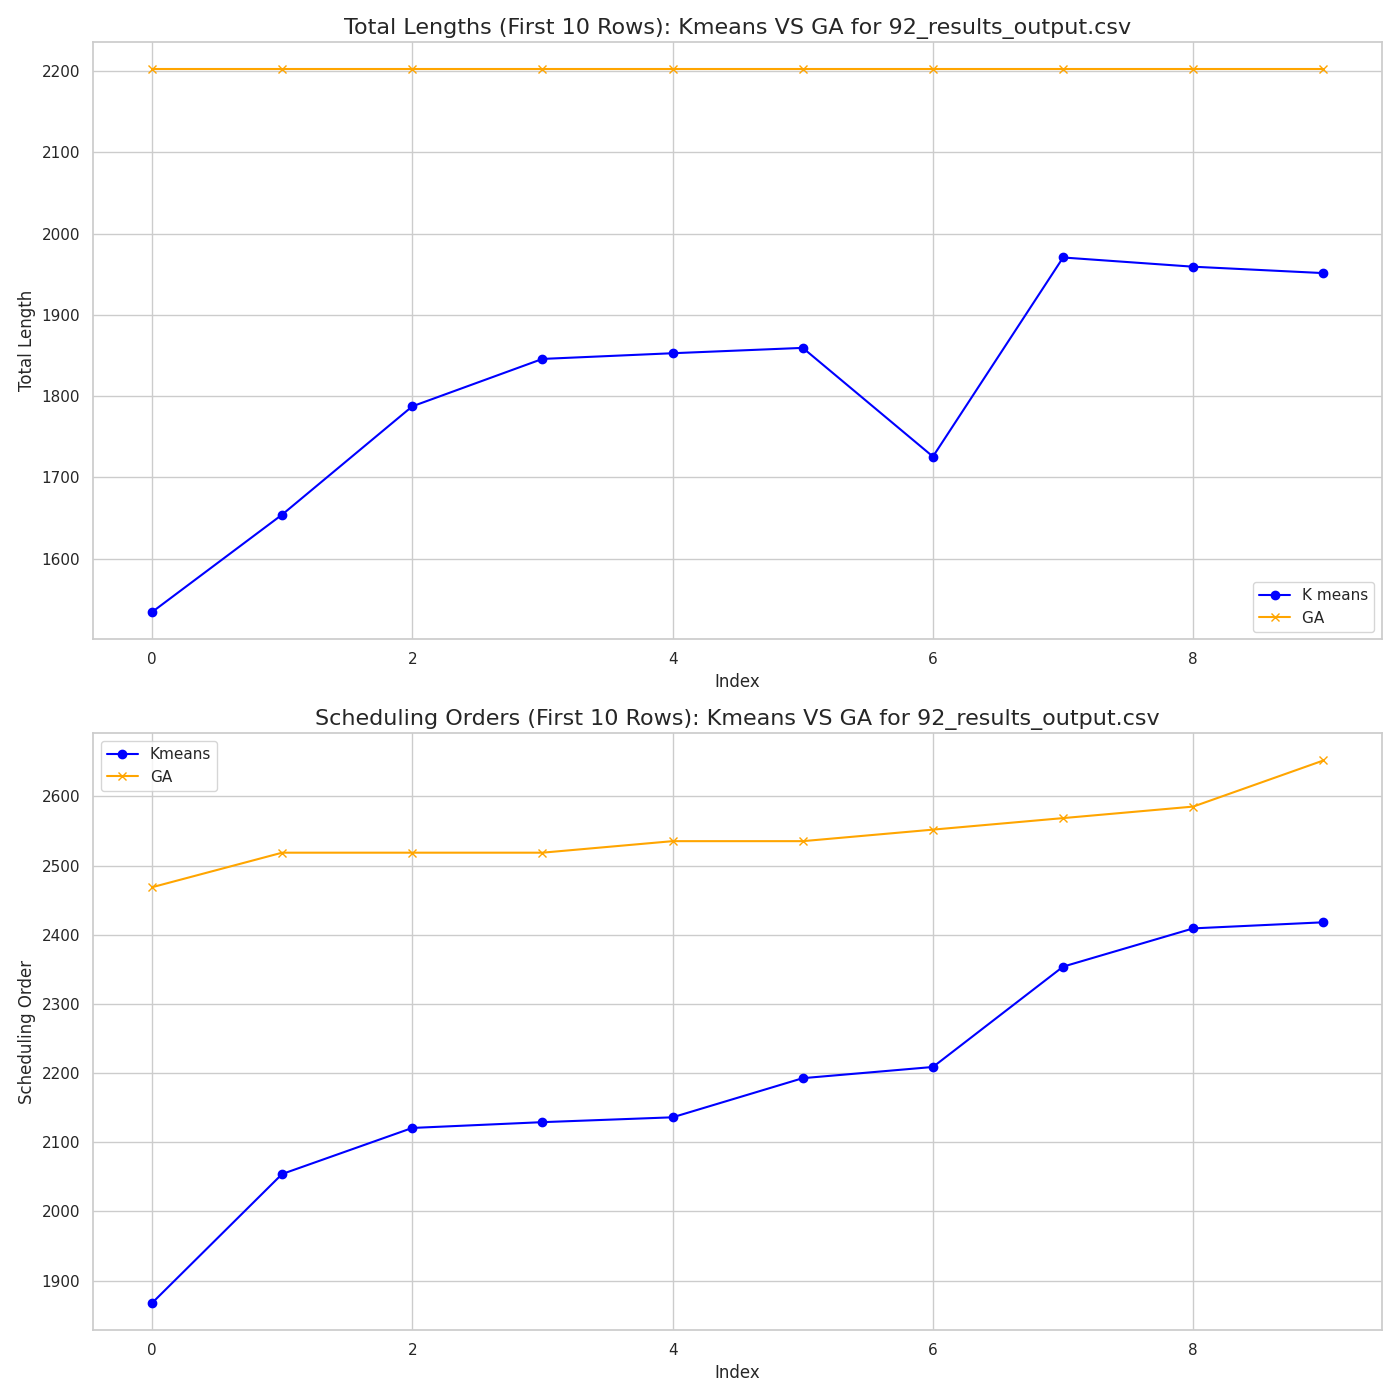 Total Lengths (First 10 Rows): Kmeans VS GA for 92_results_output.csv
2200
2100
2000
1900
1800
1700
1600
Total Length
K means
GA
0 2 4 6 8
Index
Scheduling Orders (First 10 Rows): Kmeans VS GA for 92_results_output.csv
Kmeans
GA
2600
2500
2400
2300
2200
2100
2000
1900
Scheduling Order
0 2 4 6 8
Index